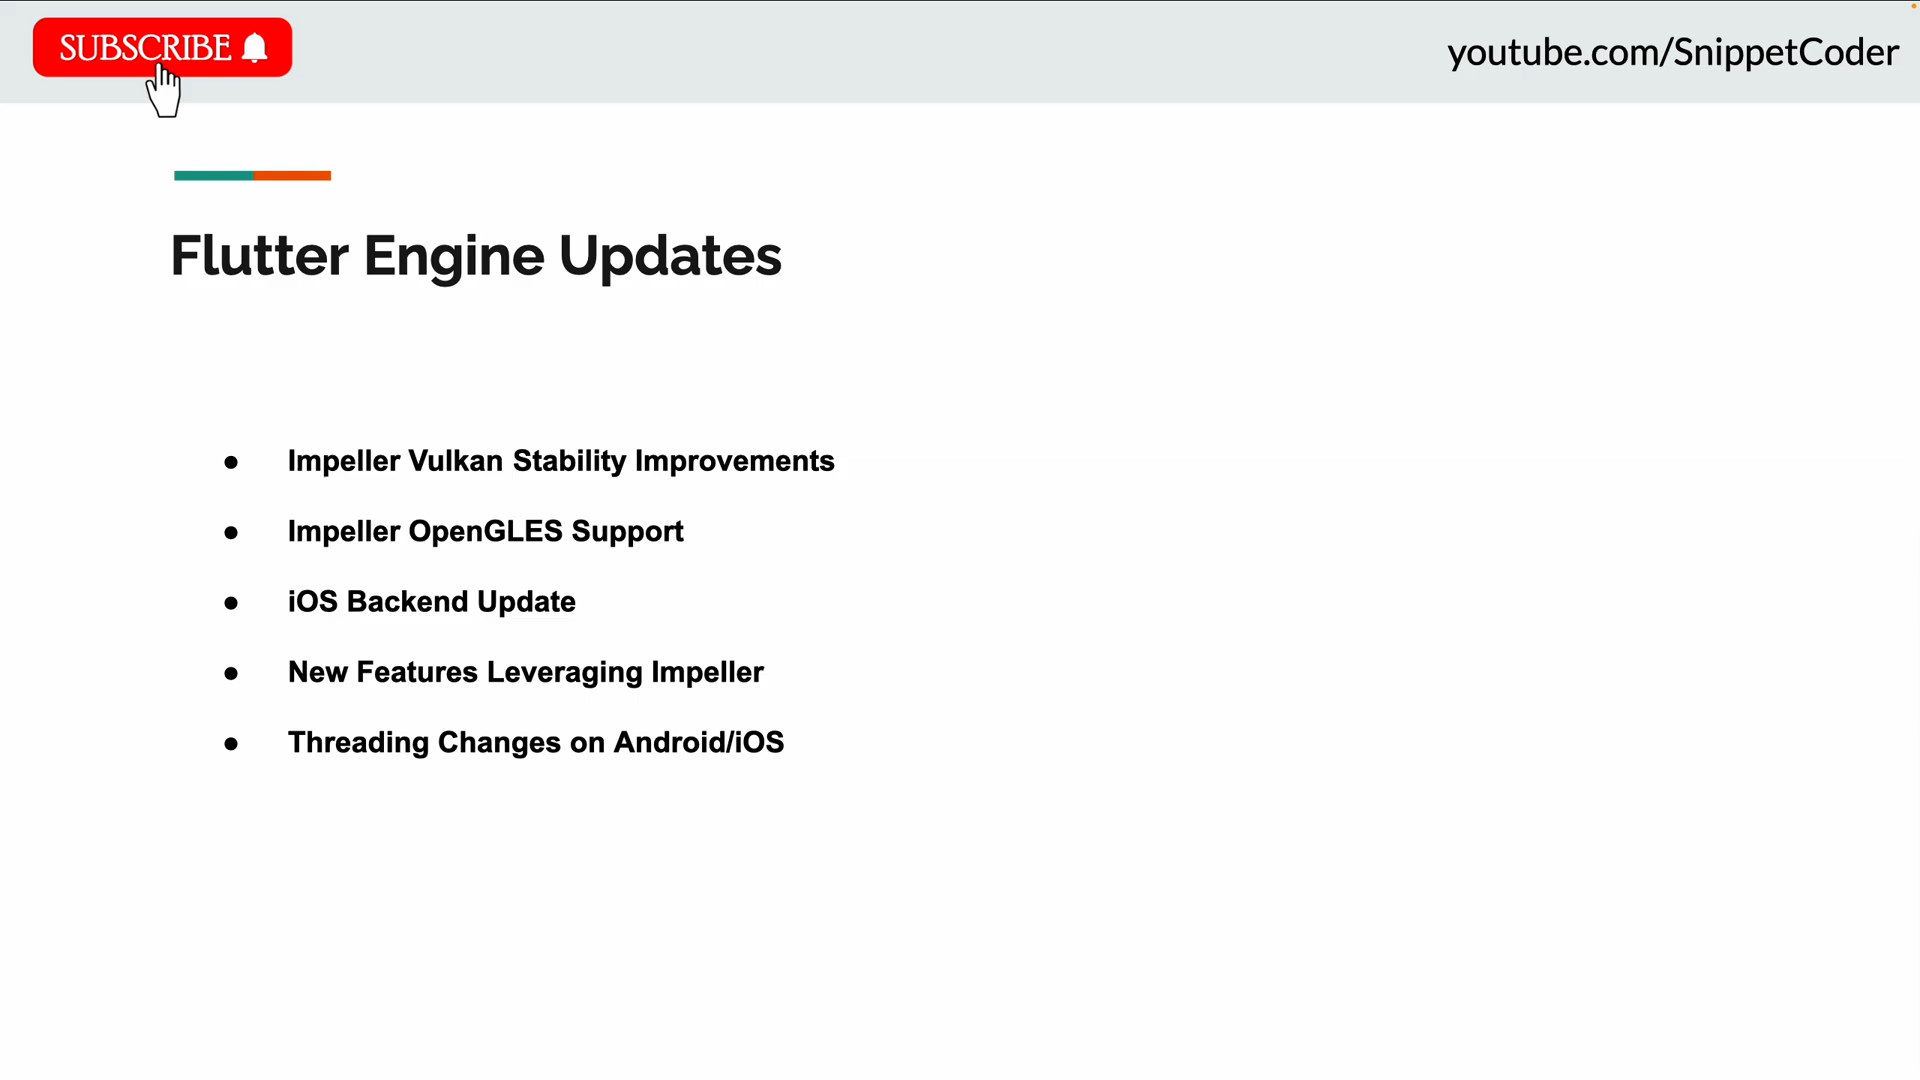 SUBSCRIBE
youtube.com/SnippetCoder
Flutter Engine Updates
● Impeller Vulkan Stability Improvements
● Impeller OpenGLES Support
● iOS Backend Update
● New Features Leveraging Impeller
● Threading Changes on Android/iOS